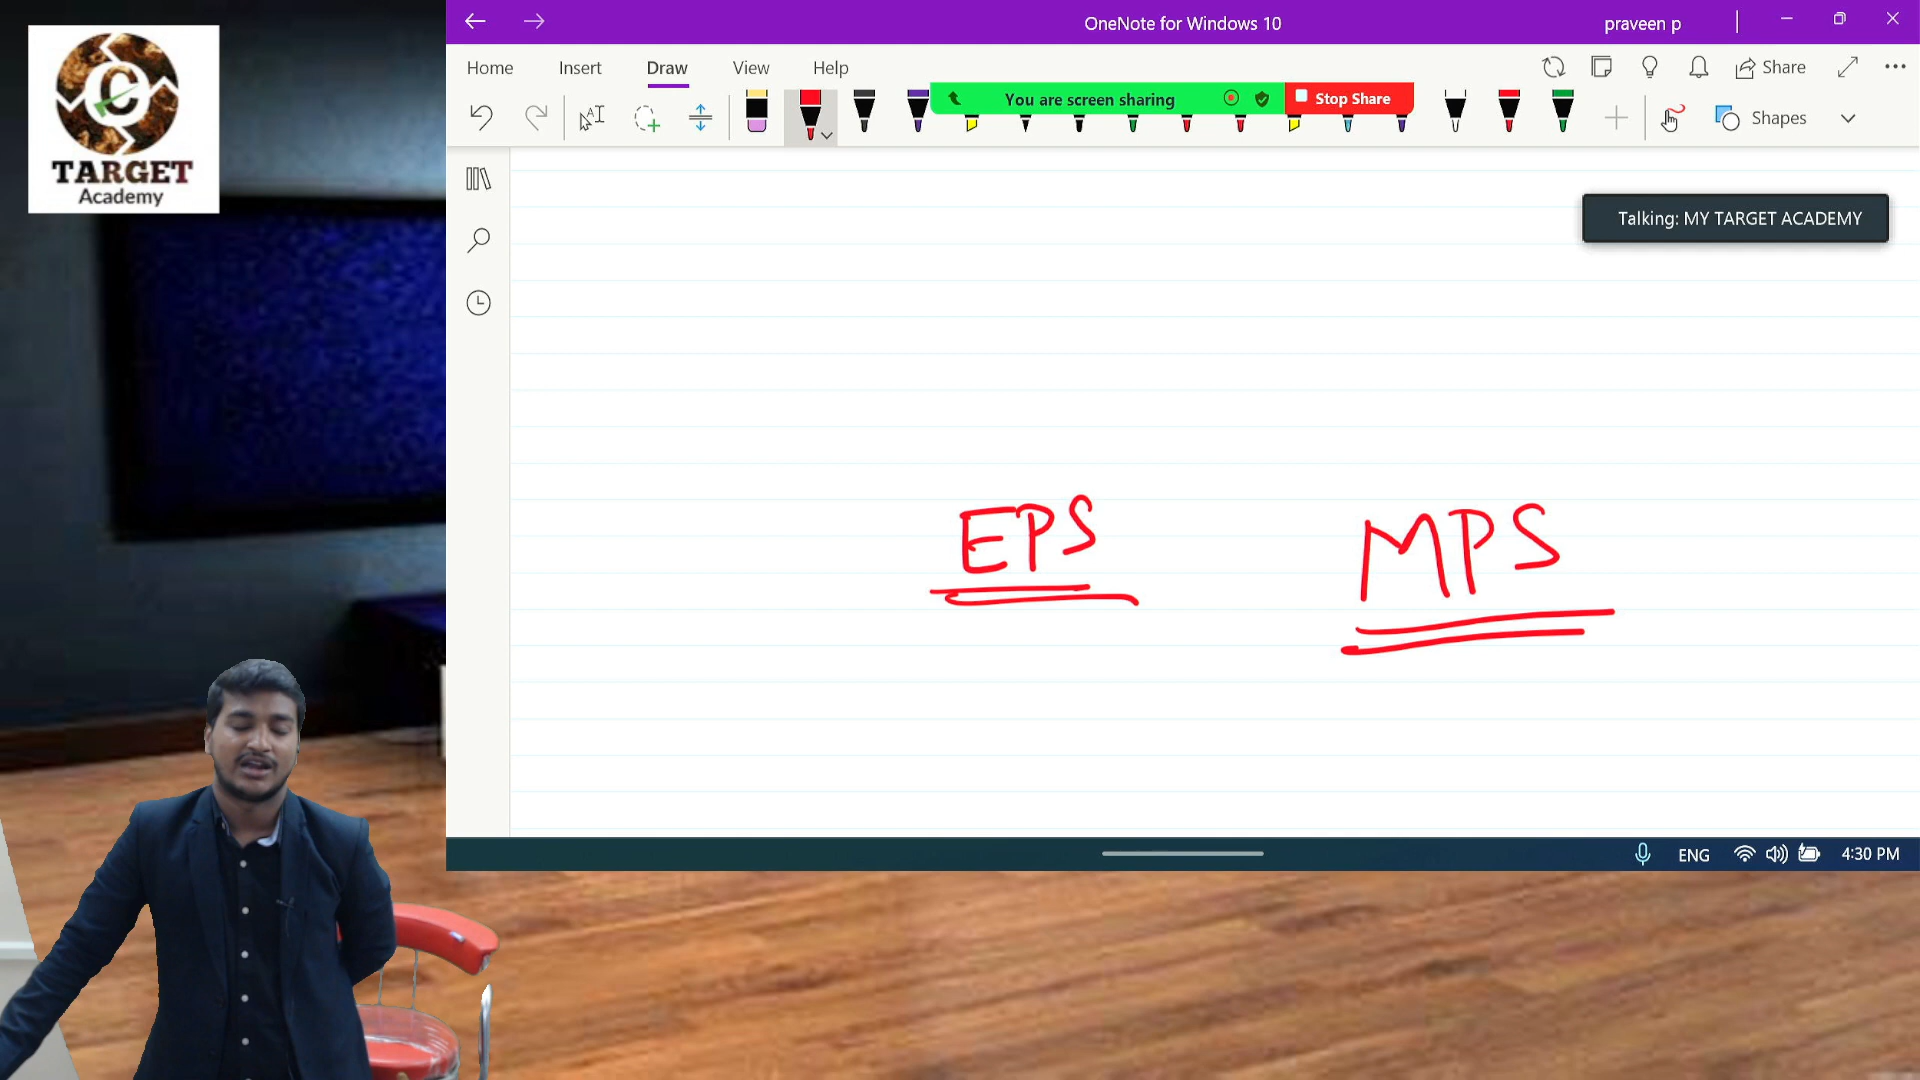 C
TARGET
Academy
OneNote for Windows 10
praveen p
Home Insert Draw View Help
Share
You are screen sharing
Stop Share
Shapes
Talking: MY TARGET ACADEMY
EPS MPS
ENG
4:30 PM